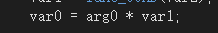 var0 = arg0 * var1;